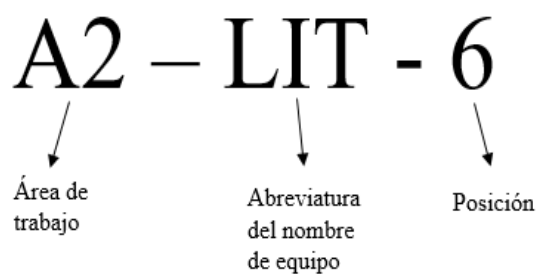 A2 – LIT - 6
Área de
trabajo
Abreviatura
del nombre
de equipo
Posición